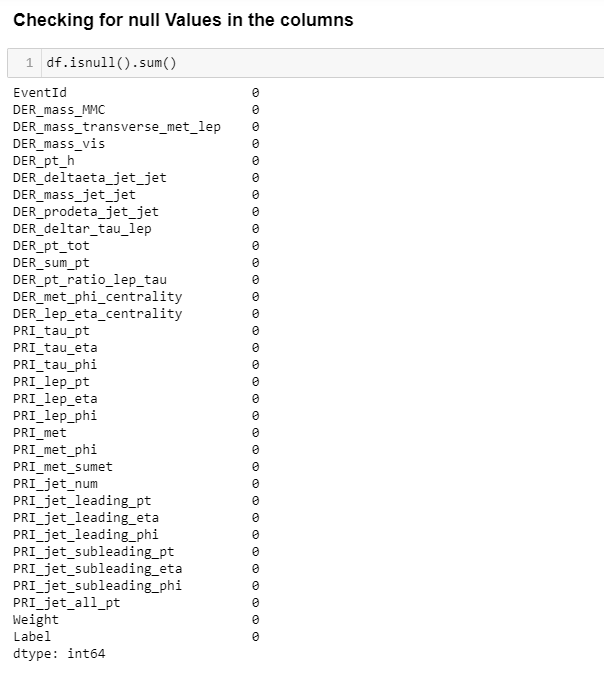 Checking for null Values in the columns
1 df.isnull().sum()
EventId 0
DER_mass_MMC 0
DER_mass_transverse_met_lep 0
DER_mass_vis 0
DER_pt_h 0
DER_deltaeta_jet_jet 0
DER_mass_jet_jet 0
DER_prodeta_jet_jet 0
DER_deltar_tau_lep 0
DER_pt_tot 0
DER_sum_pt 0
DER_pt_ratio_lep_tau 0
DER_met_phi_centrality 0
DER_lep_eta_centrality 0
PRI_tau_pt 0
PRI_tau_eta 0
PRI_tau_phi 0
PRI_lep_pt 0
PRI_lep_eta 0
PRI_lep_phi 0
PRI_met 0
PRI_met_phi 0
PRI_met_sumet 0
PRI_jet_num 0
PRI_jet_leading_pt 0
PRI_jet_leading_eta 0
PRI_jet_leading_phi 0
PRI_jet_subleading_pt 0
PRI_jet_subleading_eta 0
PRI_jet_subleading_phi 0
PRI_jet_all_pt 0
Weight 0
Label 0
dtype: int64